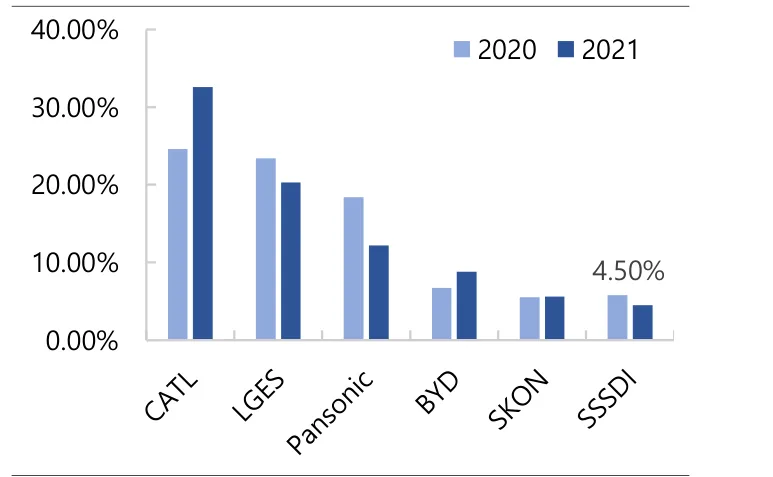 40.00%
2020 2021
30.00%
20.00%
10.00%
4.50%
0.00%
CATL
LGES
Pansonic
BYD
SKON
SSSDI